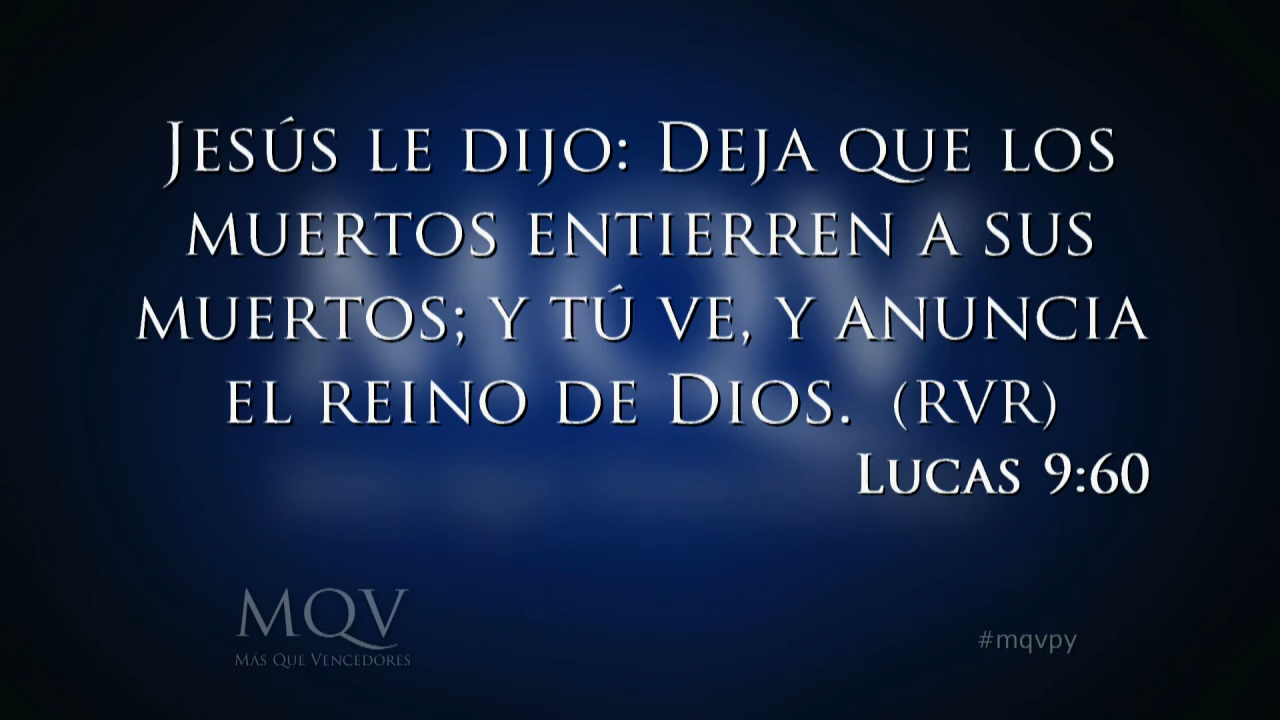 Jesús le dijo: Deja que los
muertos entierren a sus
muertos; y tú ve, y anuncia
el reino de Dios. (RVR)
Lucas 9:60
MQV
Más Que Vencedores
#mqvpy